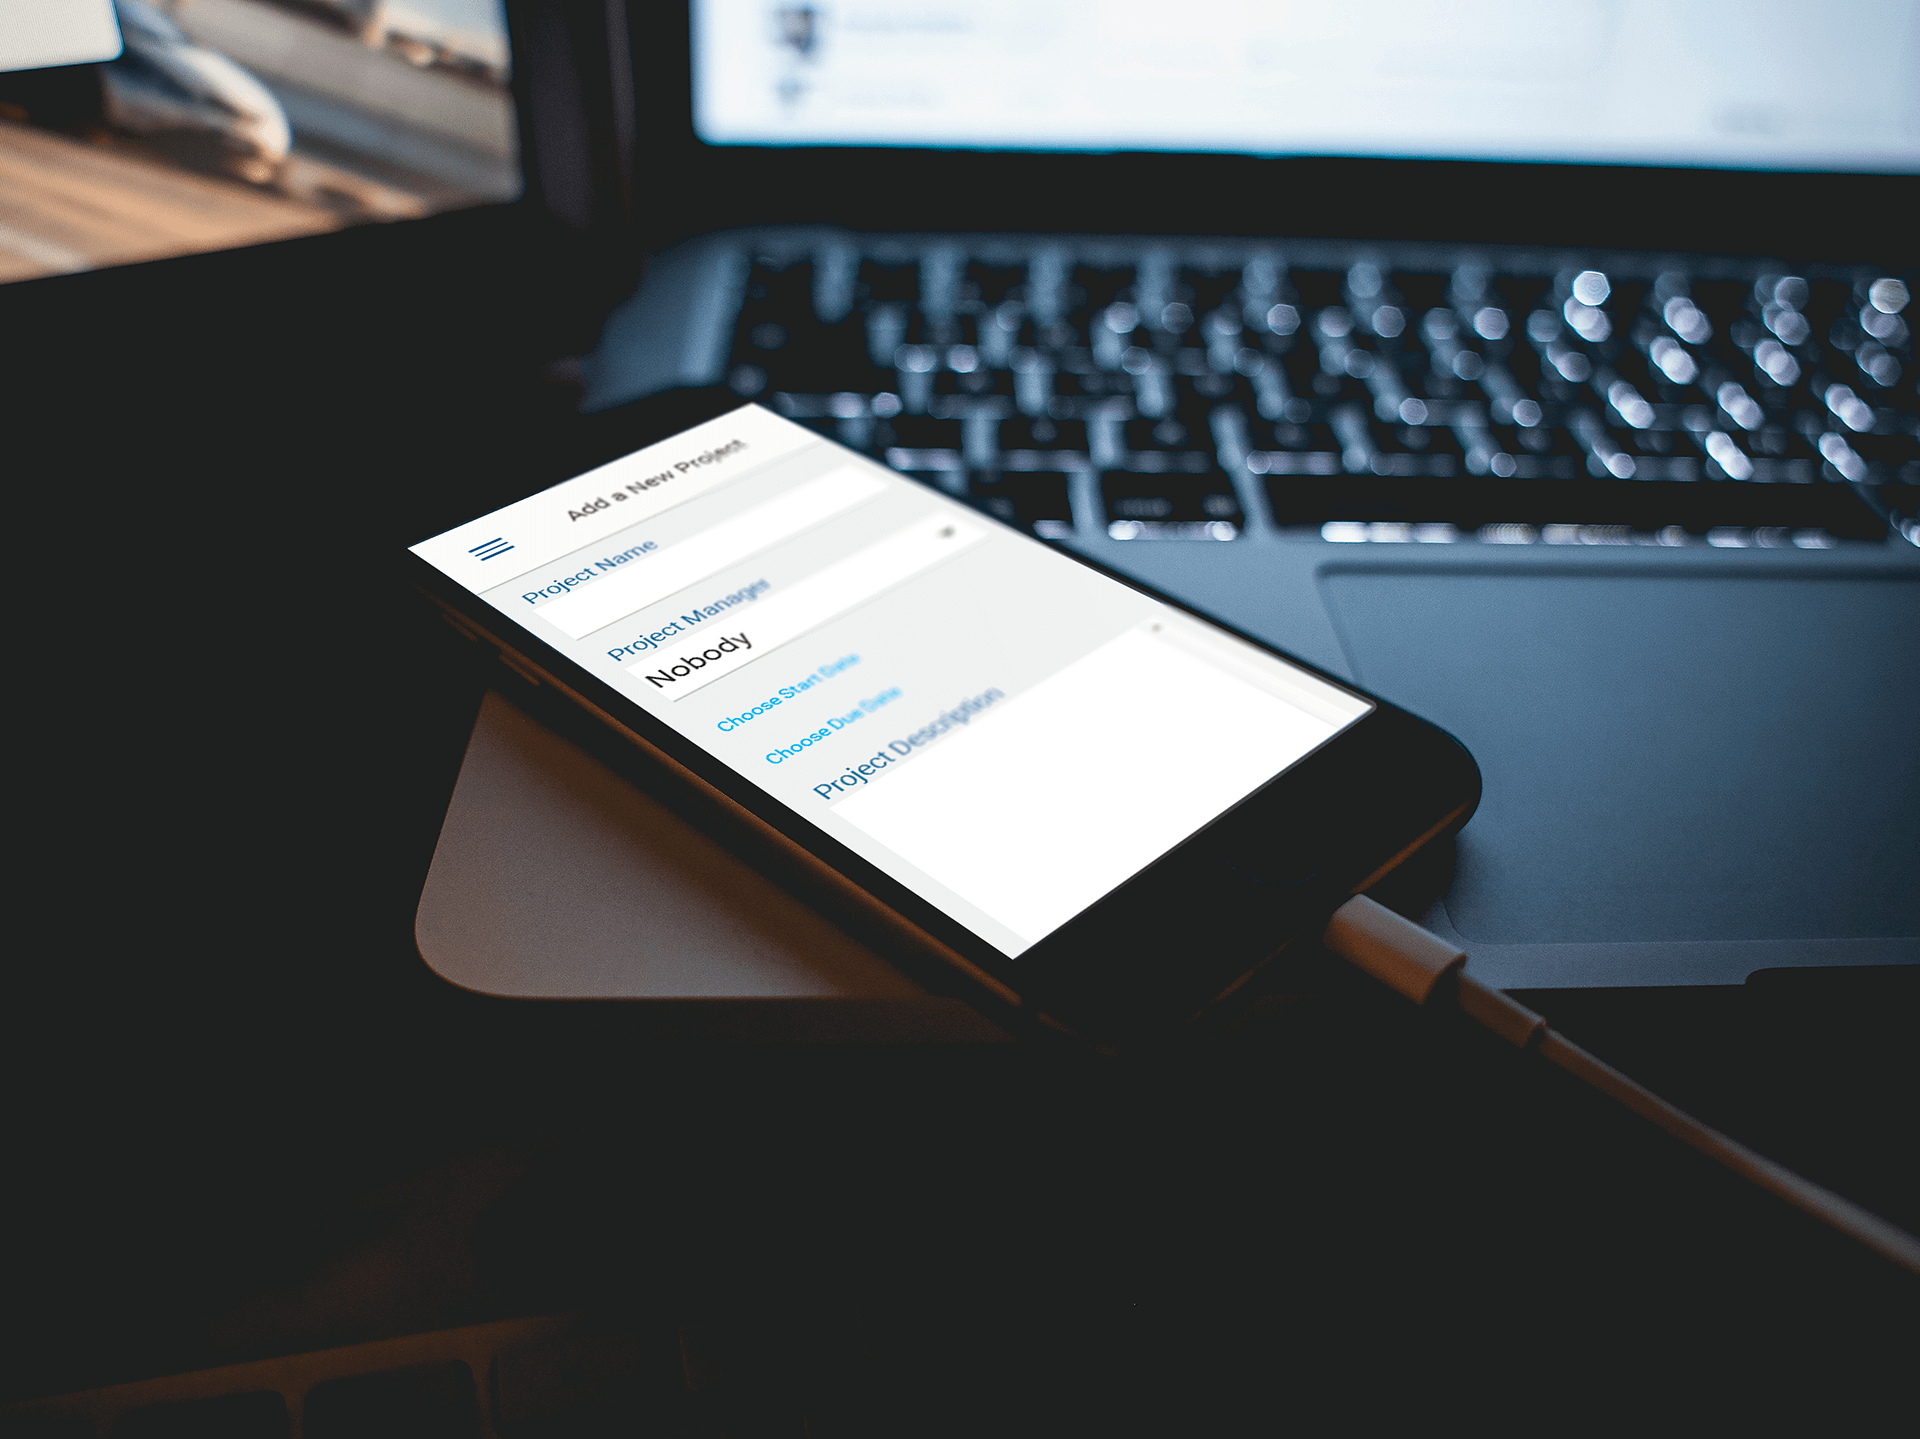 Add a New Project
Project Name
Project Manager
Nobody
Choose Start Date
Choose Due Date
Project Description